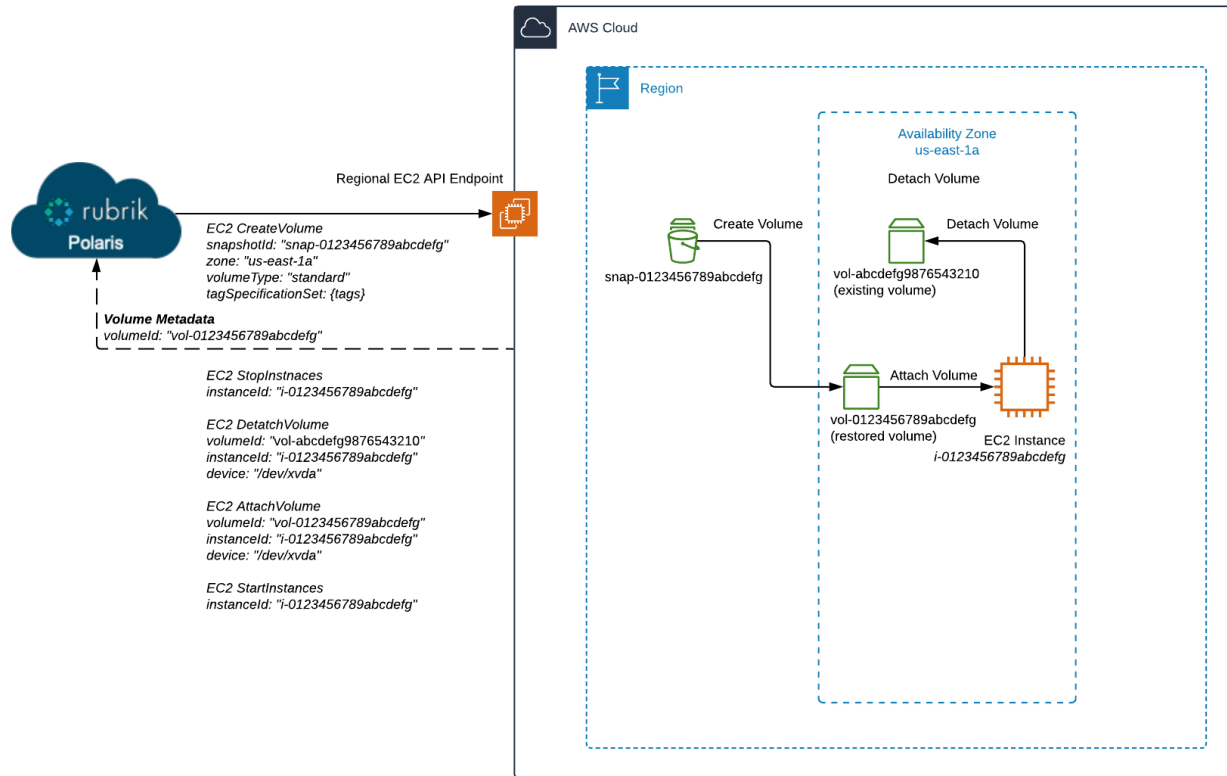 AWS Cloud
Region
Availability Zone
us-east-1a
Detach Volume
Regional EC2 API Endpoint
rubrik
Polaris
EC2 CreateVolume
snapshotId: "snap-0123456789abcdefg"
zone: "us-east-1a"
volumeType: "standard"
tagSpecificationSet: {tags}
Volume Metadata
volumeId: "vol-0123456789abcdefg"
EC2 StopInstnaces
instanceId: "i-0123456789abcdefg"
EC2 DetatchVolume
volumeId: "vol-abcdefg9876543210"
instanceId: "i-0123456789abcdefg"
device: "/dev/xvda"
EC2 AttachVolume
volumeId: "vol-0123456789abcdefg"
instanceId: "i-0123456789abcdefg"
device: "/dev/xvda"
EC2 StartInstances
instanceId: "i-0123456789abcdefg"
Create Volume
snap-0123456789abcdefg
Detach Volume
vol-abcdefg9876543210
(existing volume)
Attach Volume
vol-0123456789abcdefg
(restored volume)
EC2 Instance
i-0123456789abcdefg